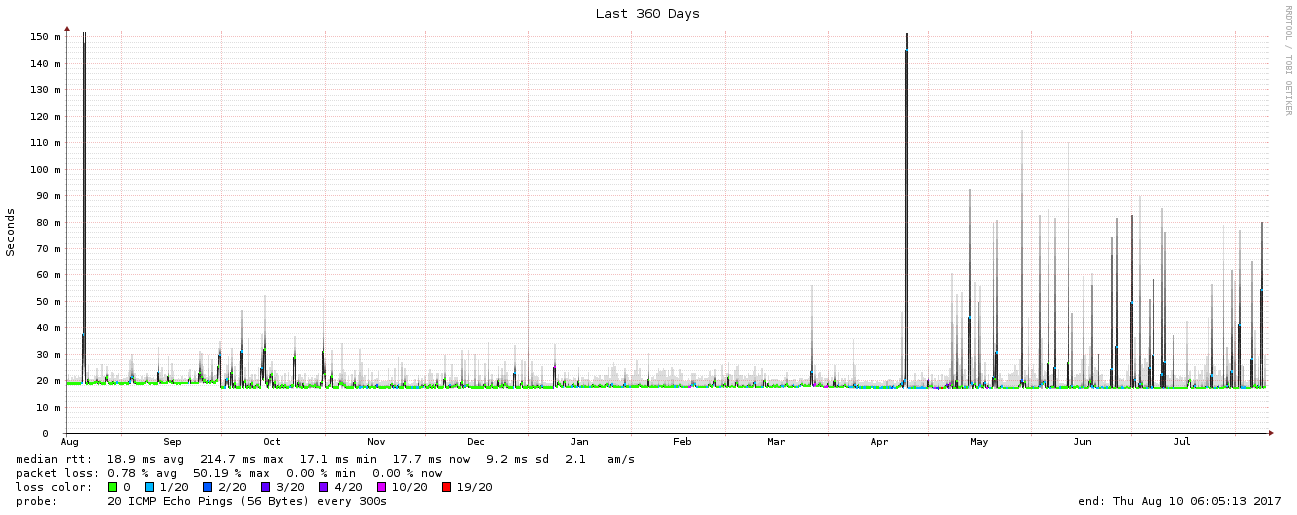 Last 360 Days
RRDTOOL / TOBI OETIKER
Seconds
150 m
140 m
130 m
120 m
110 m
100 m
90 m
80 m
70 m
60 m
50 m
40 m
30 m
20 m
10 m
0
Aug Sep Oct Nov Dec Jan Feb Mar Apr May Jun Jul
median rtt: 18.9 ms avg 214.7 ms max 17.1 ms min 17.7 ms now 9.2 ms sd 2.1 am/s
packet loss: 0.78 % avg 50.19 % max 0.00 % min 0.00 % now
loss color: 0 1/20 2/20 3/20 4/20 10/20 19/20
probe: 20 ICMP Echo Pings (56 Bytes) every 300s end: Thu Aug 10 06:05:13 2017